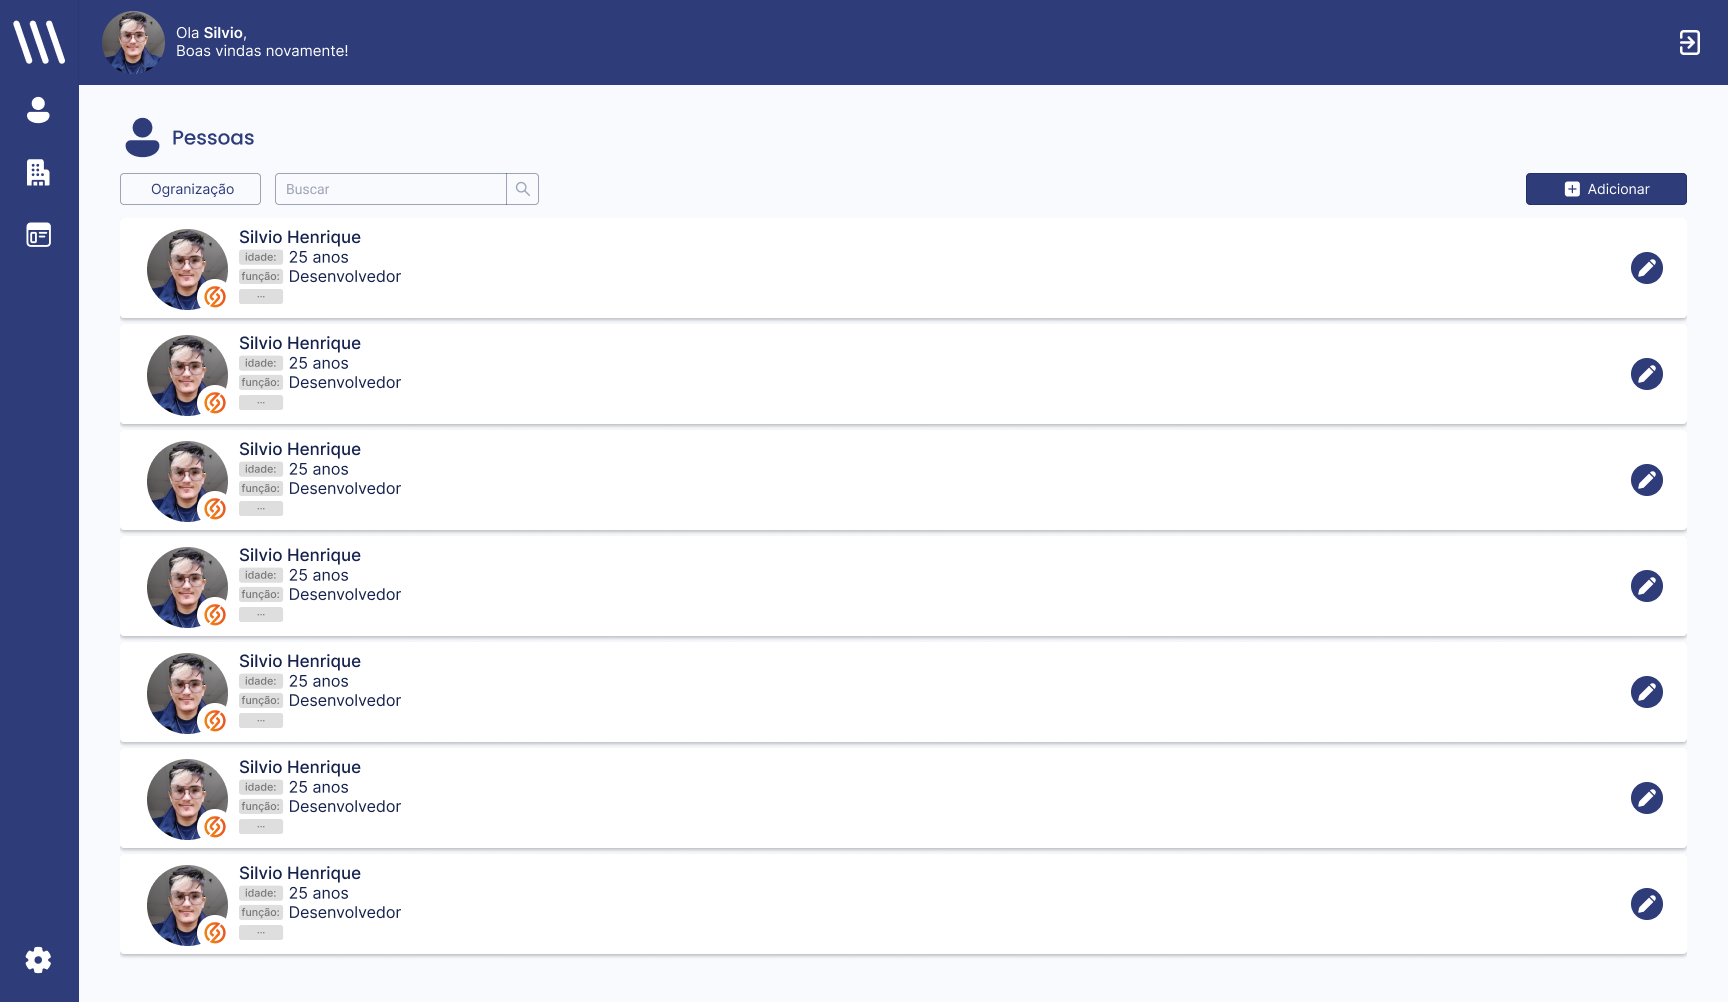 Ola Silvio,
Boas vindas novamente!
Pessoas
Ogranização
Buscar
Adicionar
Silvio Henrique
idade: 25 anos
função: Desenvolvedor
...
Silvio Henrique
idade: 25 anos
função: Desenvolvedor
...
Silvio Henrique
idade: 25 anos
função: Desenvolvedor
...
Silvio Henrique
idade: 25 anos
função: Desenvolvedor
...
Silvio Henrique
idade: 25 anos
função: Desenvolvedor
...
Silvio Henrique
idade: 25 anos
função: Desenvolvedor
...
Silvio Henrique
idade: 25 anos
função: Desenvolvedor
...